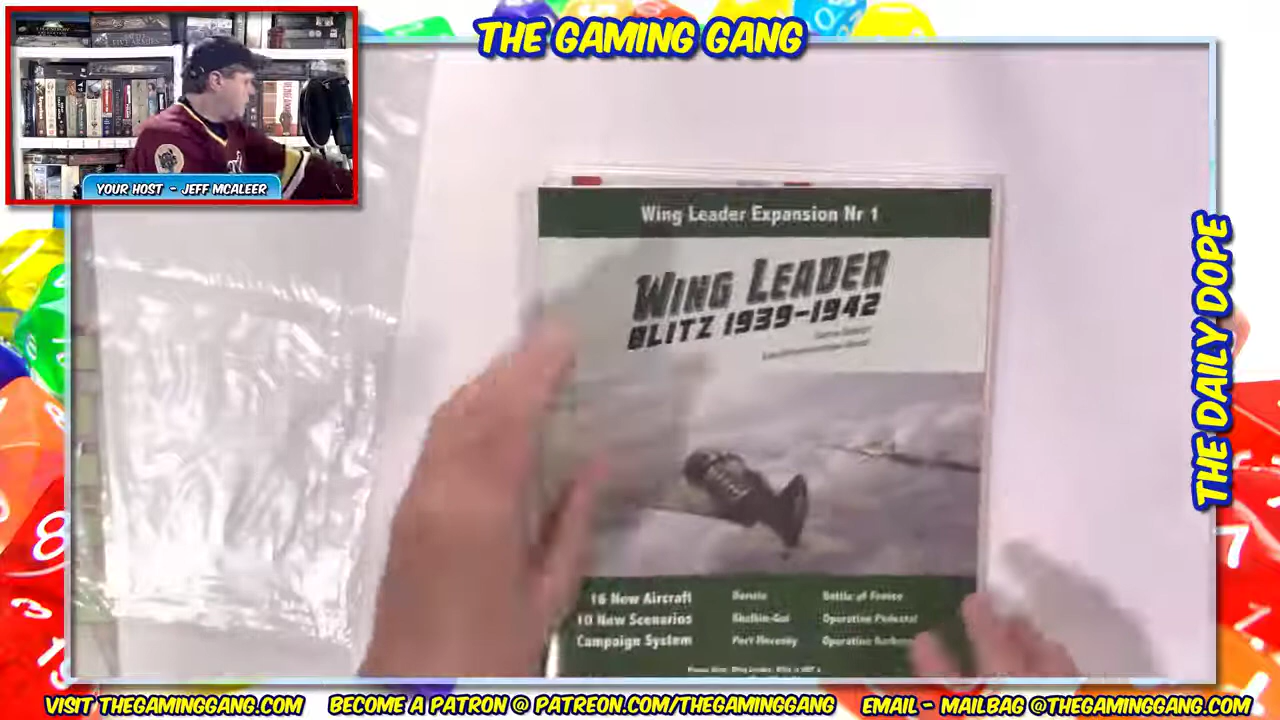 THE GAMING GANG
YOUR HOST - JEFF MCALEER
Wing Leader Expansion Nr 1
WING LEADER
BLITZ 1939-1942
16 New Aircraft
10 New Scenarios
Campaign System
Battle of France
Operation Pedestal
Operation
THE DAILY DOPE
VISIT THEGAMINGGANG.COM
BECOME A PATRON @ PATREON.COM/THEGAMINGGANG
EMAIL - MAILBAG @THEGAMINGGANG.COM